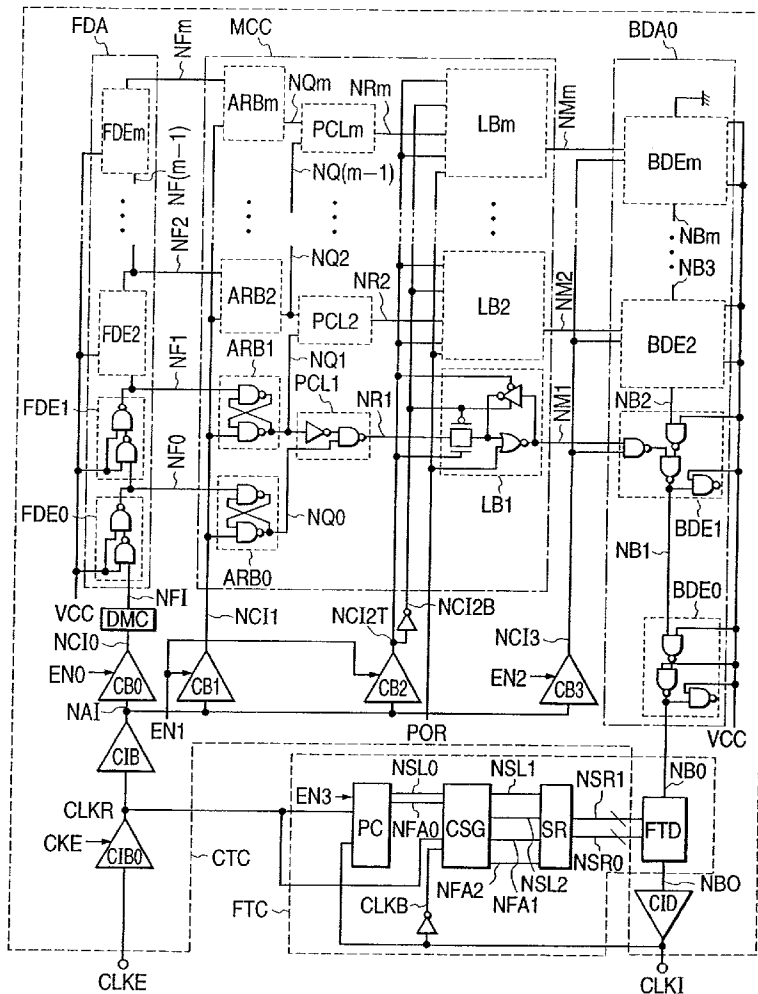 FDA NFm MCC BDA0
ARBm NQm NRm NMm
FDEm PCLm LBm BDEm
NF(m−1) NQ(m−1)
NF2 NBm
NQ2 NB3
ARB2 NR2 LB2 NM2
FDE2 PCL2 BDE2
NF1 ARB1 NQ1
PCL1 NR1 NM1 NB2
FDE1
NF0
FDE0 NQ0 LB1 BDE1
ARB0 NB1
NFI NCI2B BDE0
VCC DMC NCI1 NCI2T
NCI0 NCI3
EN0 CB0 CB1 CB2 EN2 CB3
NAI EN1 POR VCC
CIB
NSL0 NSL1 NB0
CLKR EN3 NSR1
PC CSG SR FTD
CKE NFA0
CIB0 CTC NSR0
NFA2 NSL2 NBO
FTC CLKB NFA1 CID
CLKE CLKI